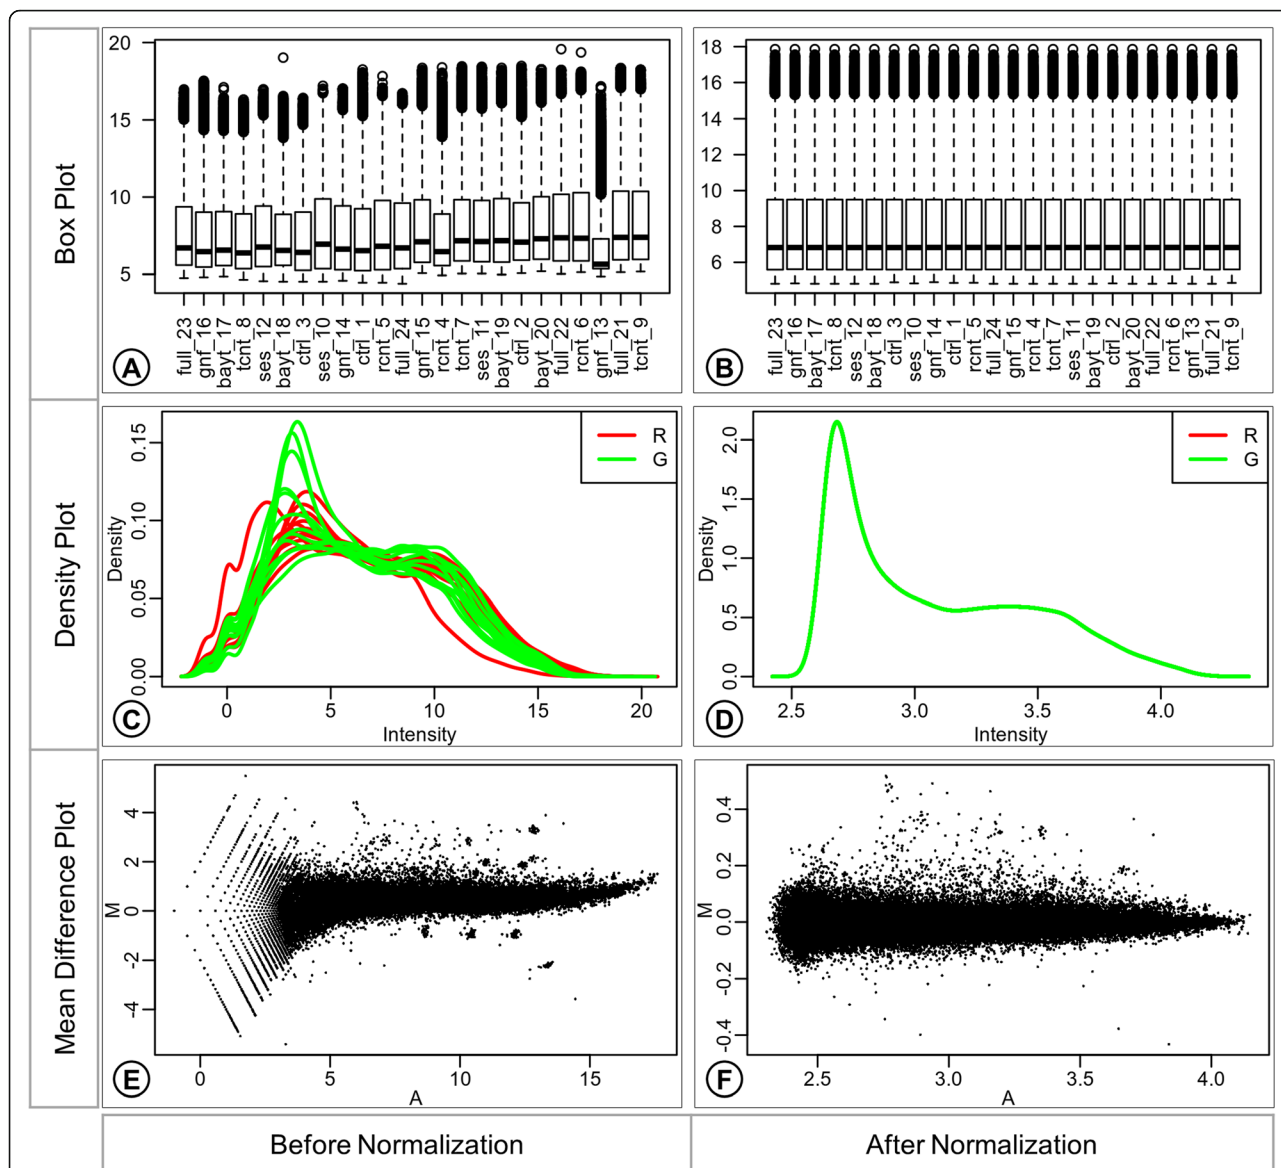 Box Plot
20
15
10
5
full_23
gnf_16
bayt_17
tcnt_8
ses_12
bayt_18
ctrl_3
ses_10
gnf_14
ctrl_1
rcnt_5
full_24
gnf_15
rcnt_4
tcnt_7
ses_11
bayt_19
ctrl_2
bayt_20
full_22
rcnt_6
gnf_13
full_21
tcnt_9
A
18
16
14
12
10
8
6
full_23
gnf_16
bayt_17
tcnt_8
ses_12
bayt_18
ctrl_3
ses_10
gnf_14
ctrl_1
rcnt_5
full_24
gnf_15
rcnt_4
tcnt_7
ses_11
bayt_19
ctrl_2
bayt_20
full_22
rcnt_6
gnf_13
full_21
tcnt_9
B
Density Plot
Density
0.15
0.10
0.05
0.00
R
G
0 5 10 15 20
Intensity
C
Density
2.0
1.5
1.0
0.5
0.0
R
G
2.5 3.0 3.5 4.0
Intensity
D
Mean Difference Plot
M
4
2
0
-2
-4
0 5 10 15
A
E
M
0.4
0.2
0.0
-0.2
-0.4
2.5 3.0 3.5 4.0
A
F
Before Normalization
After Normalization